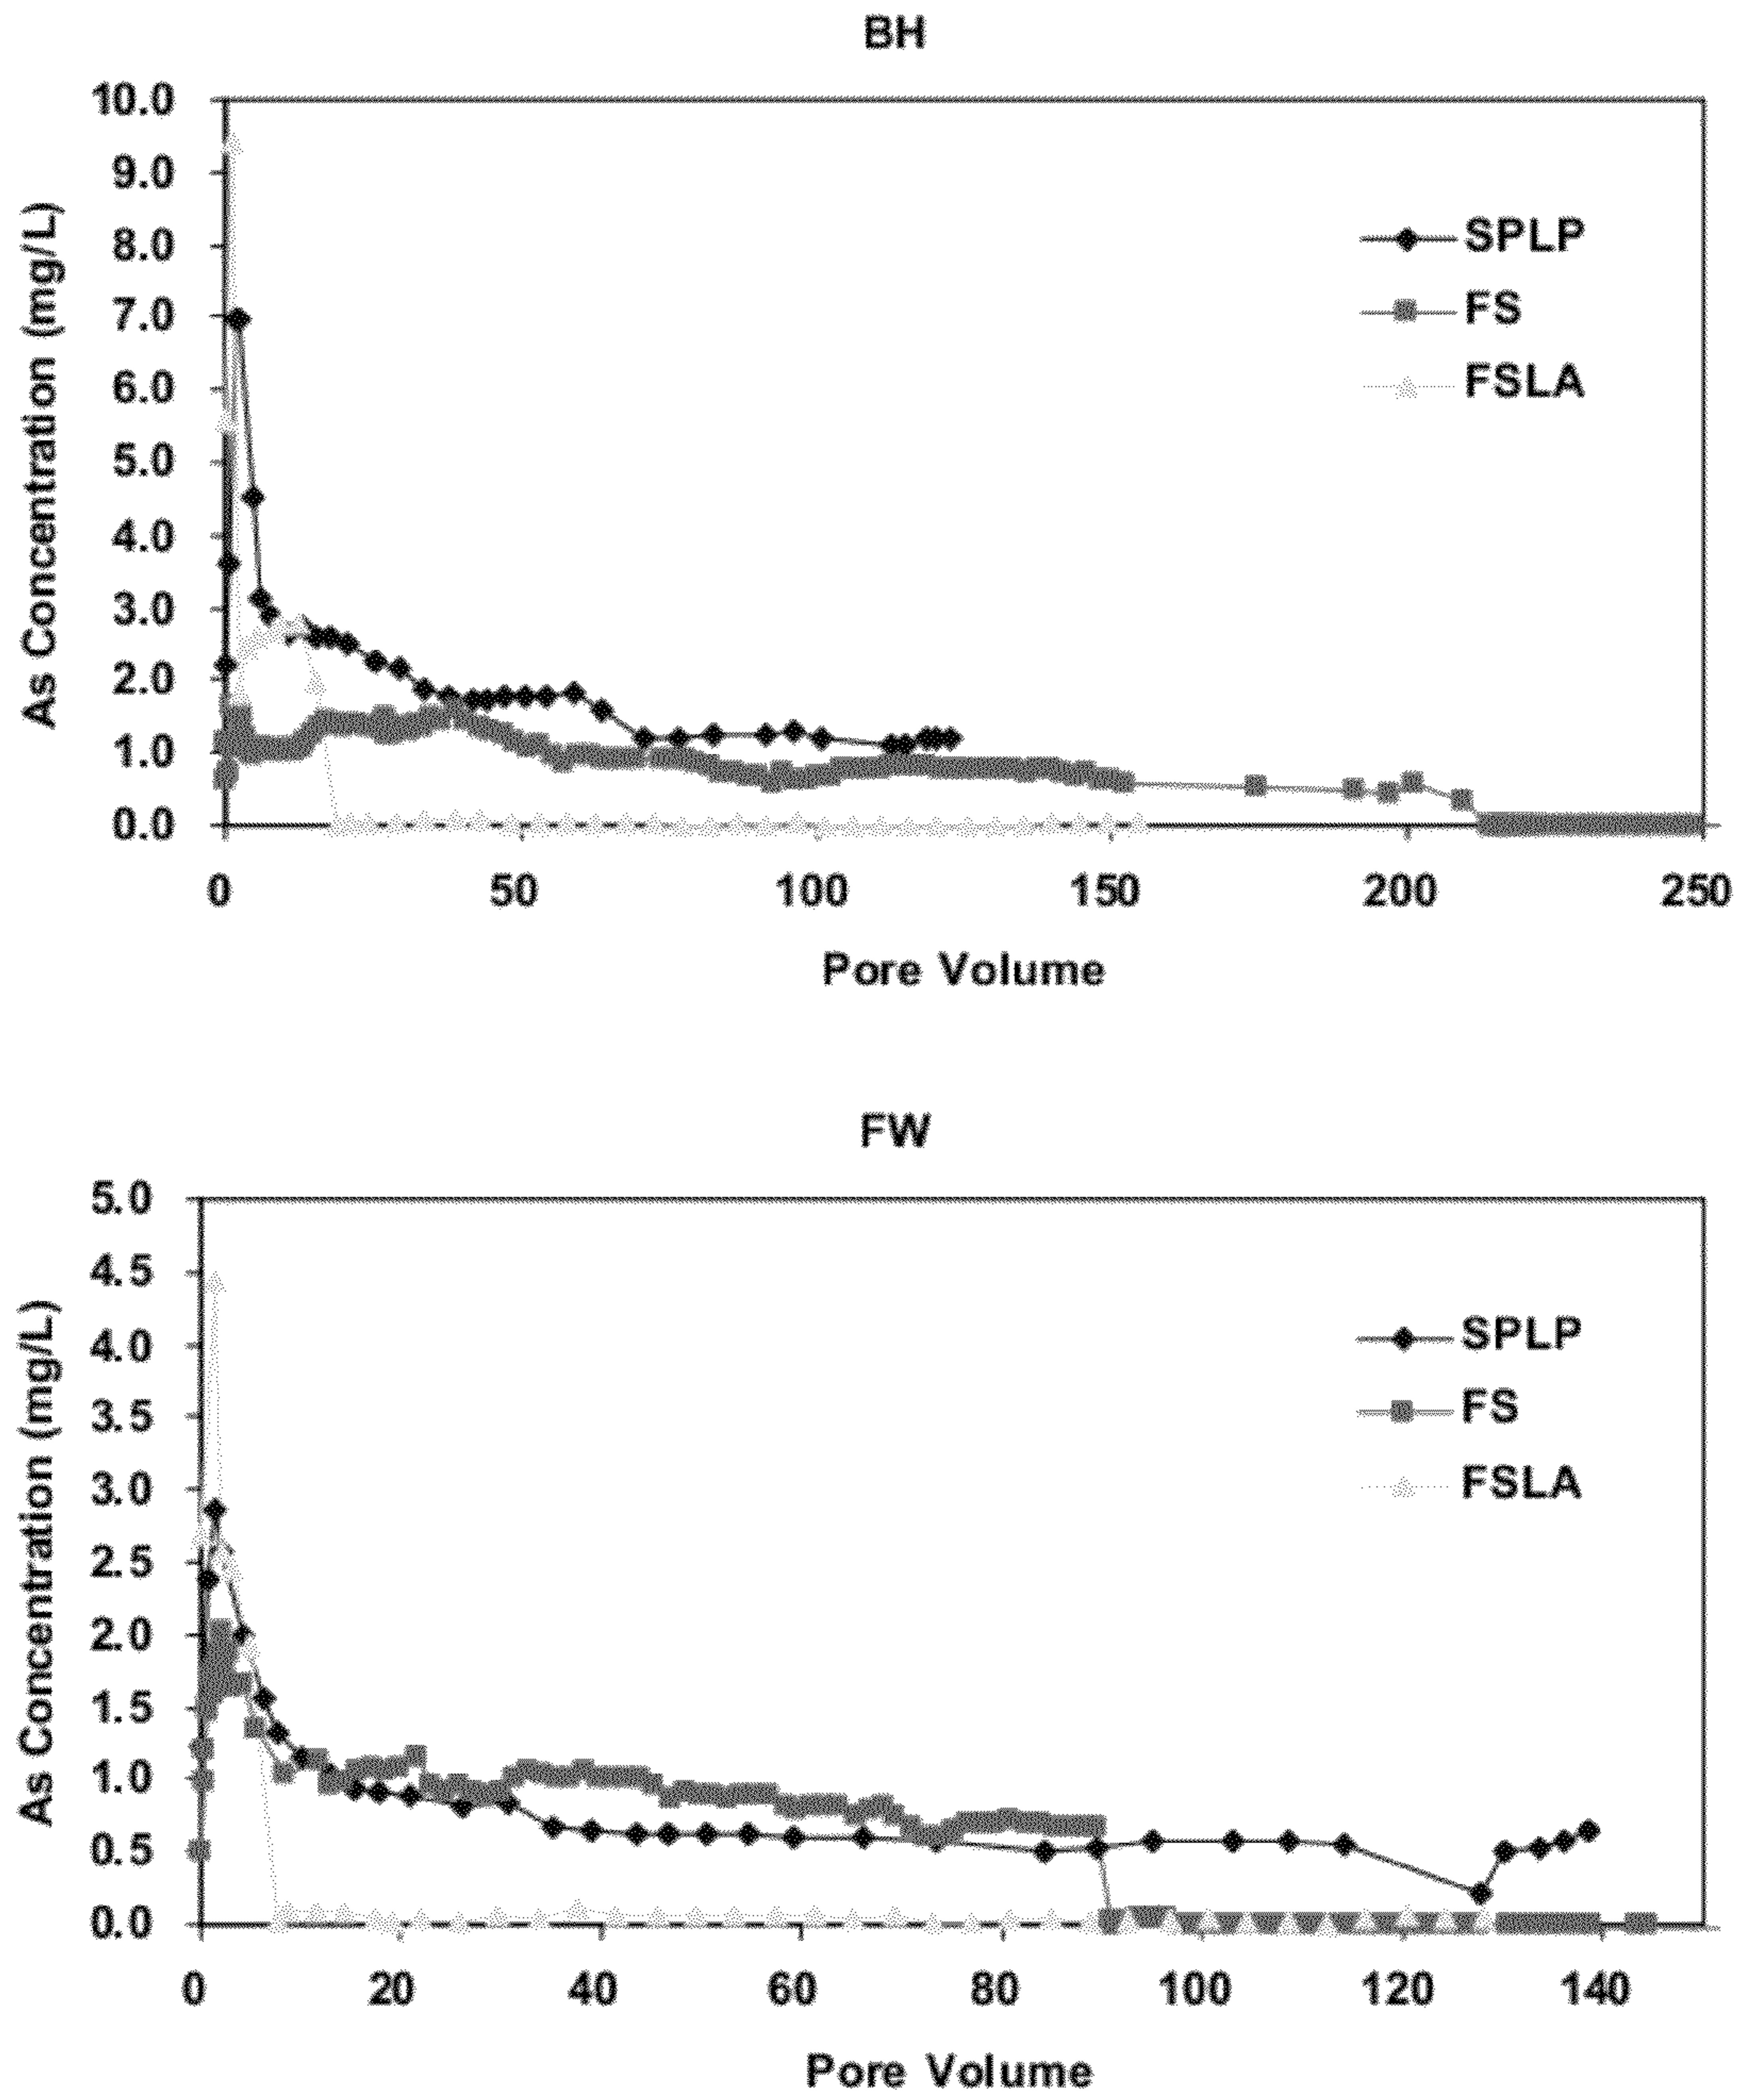 BH
10.0
9.0
8.0
7.0
6.0
5.0
4.0
3.0
2.0
1.0
0.0
As Concentration (mg/L)
SPLP
FS
FSLA
0 50 100 150 200 250
Pore Volume
FW
5.0
4.5
4.0
3.5
3.0
2.5
2.0
1.5
1.0
0.5
0.0
As Concentration (mg/L)
SPLP
FS
FSLA
0 20 40 60 80 100 120 140
Pore Volume